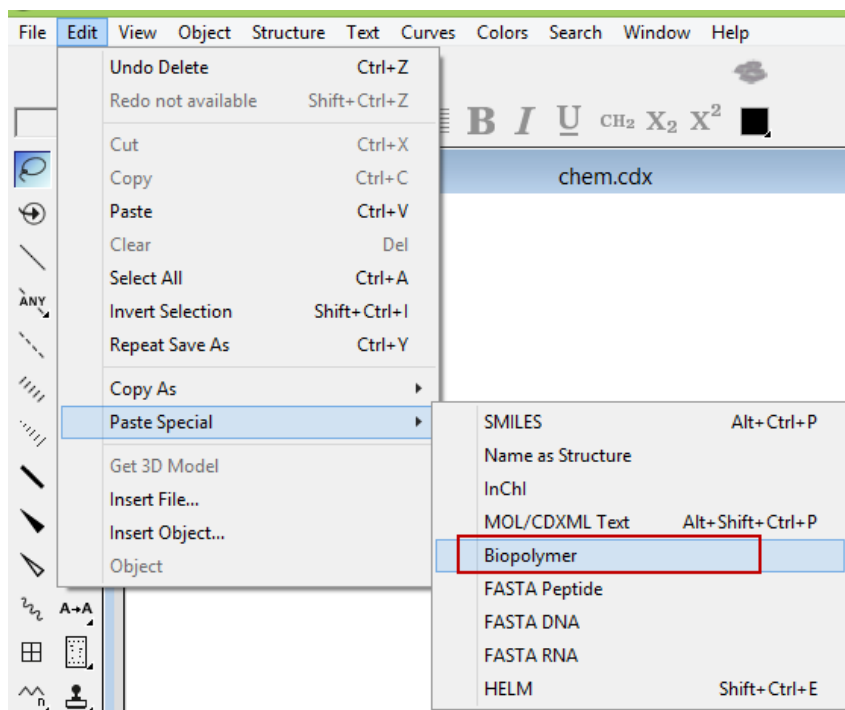 File Edit View Object Structure Text Curves Colors Search Window Help
B I U CH₂ X₂ X²
chem.cdx
Undo Delete Ctrl+Z
Redo not available Shift+Ctrl+Z
Cut Ctrl+X
Copy Ctrl+C
Paste Ctrl+V
Clear Del
Select All Ctrl+A
Invert Selection Shift+Ctrl+I
Repeat Save As Ctrl+Y
Copy As
Paste Special
Get 3D Model
Insert File...
Insert Object...
Object
SMILES Alt+Ctrl+P
Name as Structure
InChI
MOL/CDXML Text Alt+Shift+Ctrl+P
Biopolymer
FASTA Peptide
FASTA DNA
FASTA RNA
HELM Shift+Ctrl+E
ANY
A→A
n